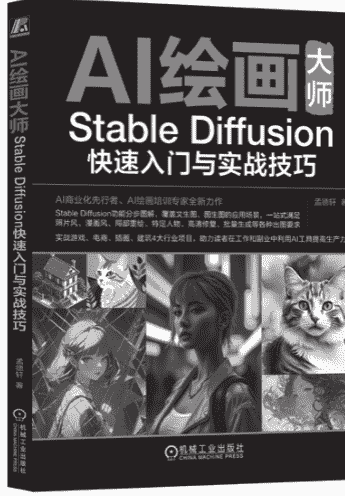 AI绘画
大师
Stable Diffusion
快速入门与实战技巧
孟德轩 著
AI商业化先行者、AI绘画培训专家全新力作
Stable Diffusion功能分步图解,覆盖文生图、图生图的应用场景,一站式满足
照片风、漫画风、局部重绘、特定人物、高清修复、批量生成等各种出图要求
实战游戏、电商、插画、建筑4大行业项目,助力读者在工作和副业中利用AI工具提高生产力
机械工业出版社
CHINA MACHINE PRESS
AI绘画大师
Stable Diffusion快速入门与实战技巧
孟德轩 著
机械工业出版社
CHINA MACHINE PRESS